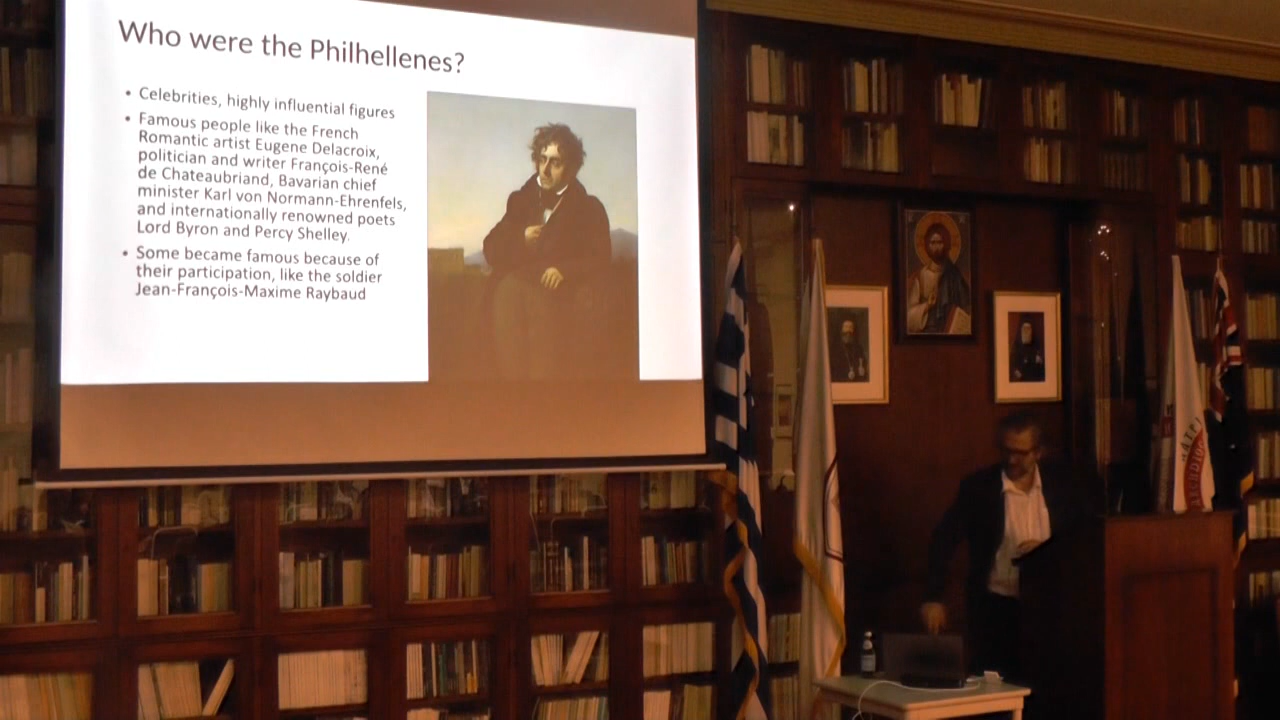 Who were the Philhellenes?
• Celebrities, highly influential figures
• Famous people like the French
Romantic artist Eugene Delacroix,
politician and writer François-René
de Chateaubriand, Bavarian chief
minister Karl von Normann-Ehrenfels,
and internationally renowned poets
Lord Byron and Percy Shelley.
• Some became famous because of
their participation, like the soldier
Jean-François-Maxime Raybaud